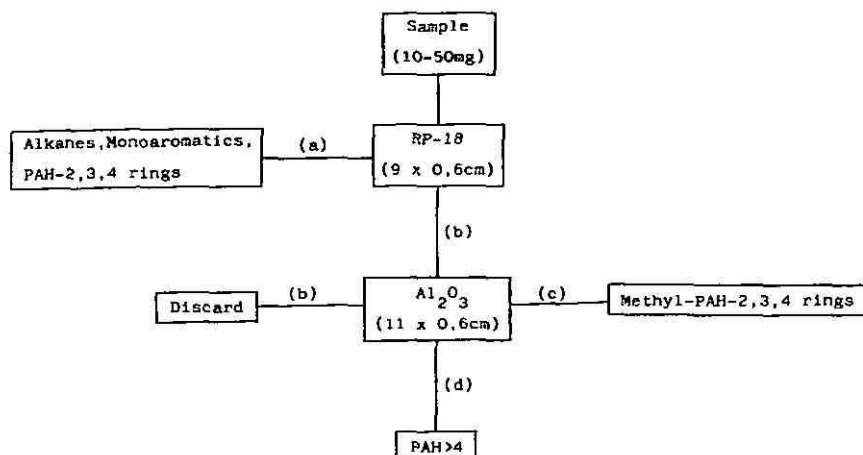 Sample
(10-50mg)
RP-18
(9 x 0,6cm)
Alkanes,Monoaromatics,
PAH-2,3,4 rings
(a)
(b)
Al₂O₃
(11 x 0,6cm)
(b)
Discard
(c)
Methyl-PAH-2,3,4 rings
(d)
PAH>4